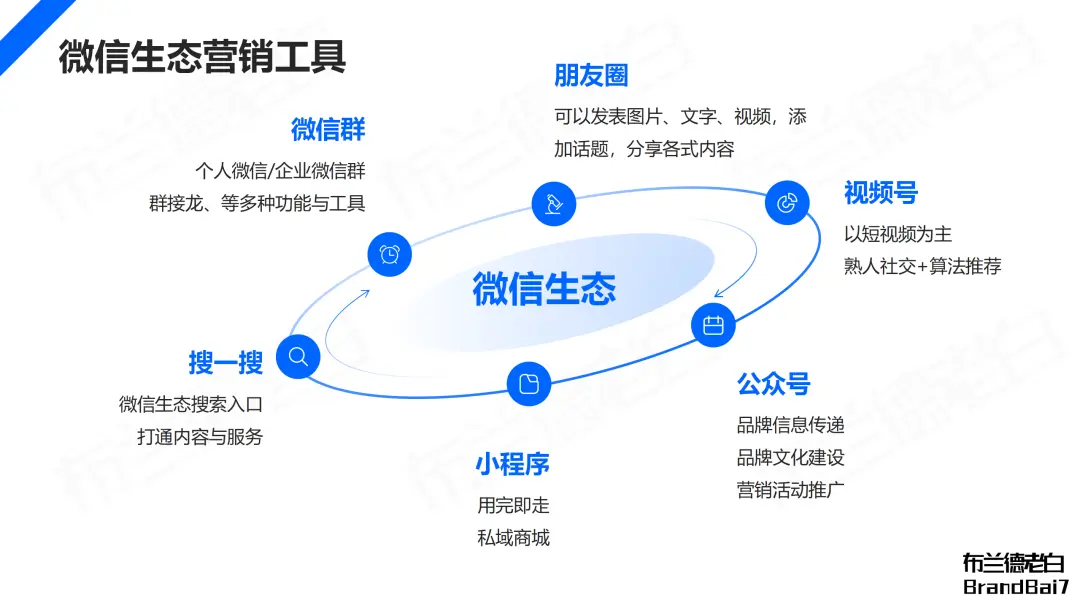 微信生态营销工具
朋友圈
可以发表图片、文字、视频，添
加话题，分享各式内容
微信群
个人微信/企业微信群
群接龙、等多种功能与工具
视频号
以短视频为主
熟人社交+算法推荐
微信生态
搜一搜
微信生态搜索入口
打通内容与服务
公众号
品牌信息传递
品牌文化建设
营销活动推广
小程序
用完即走
私域商城
布兰德老白
BrandBai7